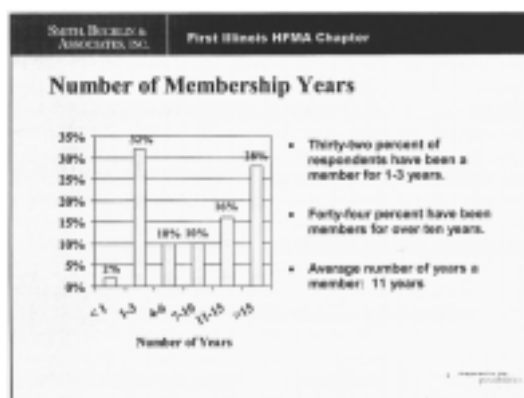 SMITH, BUCKLIN &
ASSOCIATES, INC.
First Illinois HFMA Chapter
Number of Membership Years
35%
30%
25%
20%
15%
10%
5%
0%
2%
32%
10%
10%
16%
28%
< 1
1-3
4-6
7-10
11-15
>15
Number of Years
• Thirty-two percent of
respondents have been a
member for 1-3 years.
• Forty-four percent have been
members for over ten years.
• Average number of years a
member: 11 years